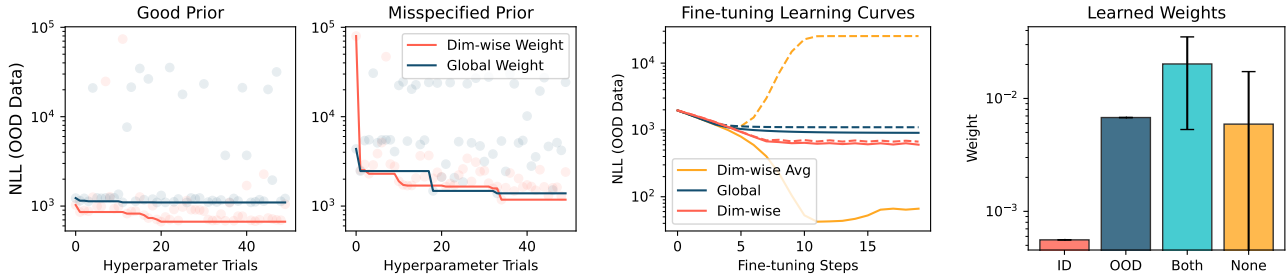 Good Prior
NLL (OOD Data)
10^5
10^4
10^3
0
20
40
Hyperparameter Trials
Misspecified Prior
10^5
10^4
10^3
Dim-wise Weight
Global Weight
0
20
40
Hyperparameter Trials
Fine-tuning Learning Curves
NLL (OOD Data)
10^4
10^3
10^2
Dim-wise Avg
Global
Dim-wise
0
5
10
15
Fine-tuning Steps
Learned Weights
Weight
10^-2
10^-3
ID
OOD
Both
None